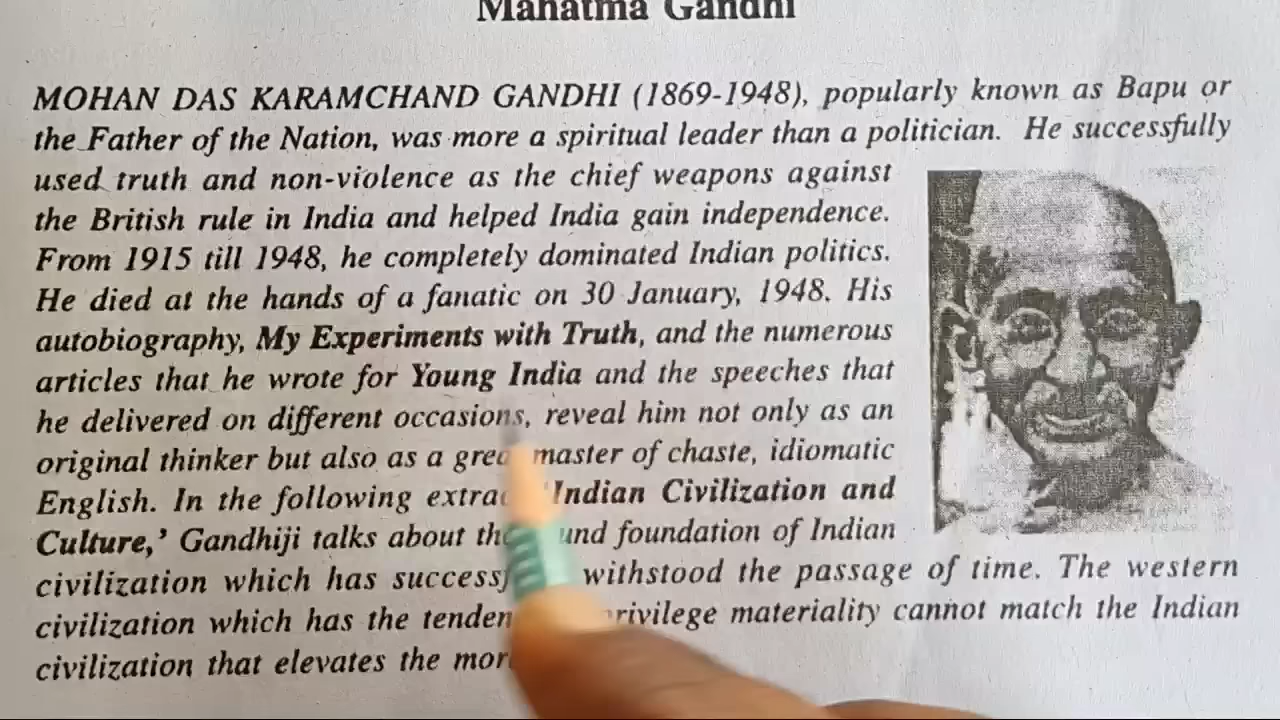 Mahatma Gandhi
MOHAN DAS KARAMCHAND GANDHI (1869-1948), popularly known as Bapu or
the Father of the Nation, was more a spiritual leader than a politician. He successfully
used truth and non-violence as the chief weapons against
the British rule in India and helped India gain independence.
From 1915 till 1948, he completely dominated Indian politics.
He died at the hands of a fanatic on 30 January, 1948. His
autobiography, My Experiments with Truth, and the numerous
articles that he wrote for Young India and the speeches that
he delivered on different occasions, reveal him not only as an
original thinker but also as a master of chaste, idiomatic
English. In the following 'Indian Civilization and
Culture,' Gandhiji talks about foundation of Indian
civilization which has withstood the passage of time. The western
civilization which has the materiality cannot match the Indian
civilization that elevates the